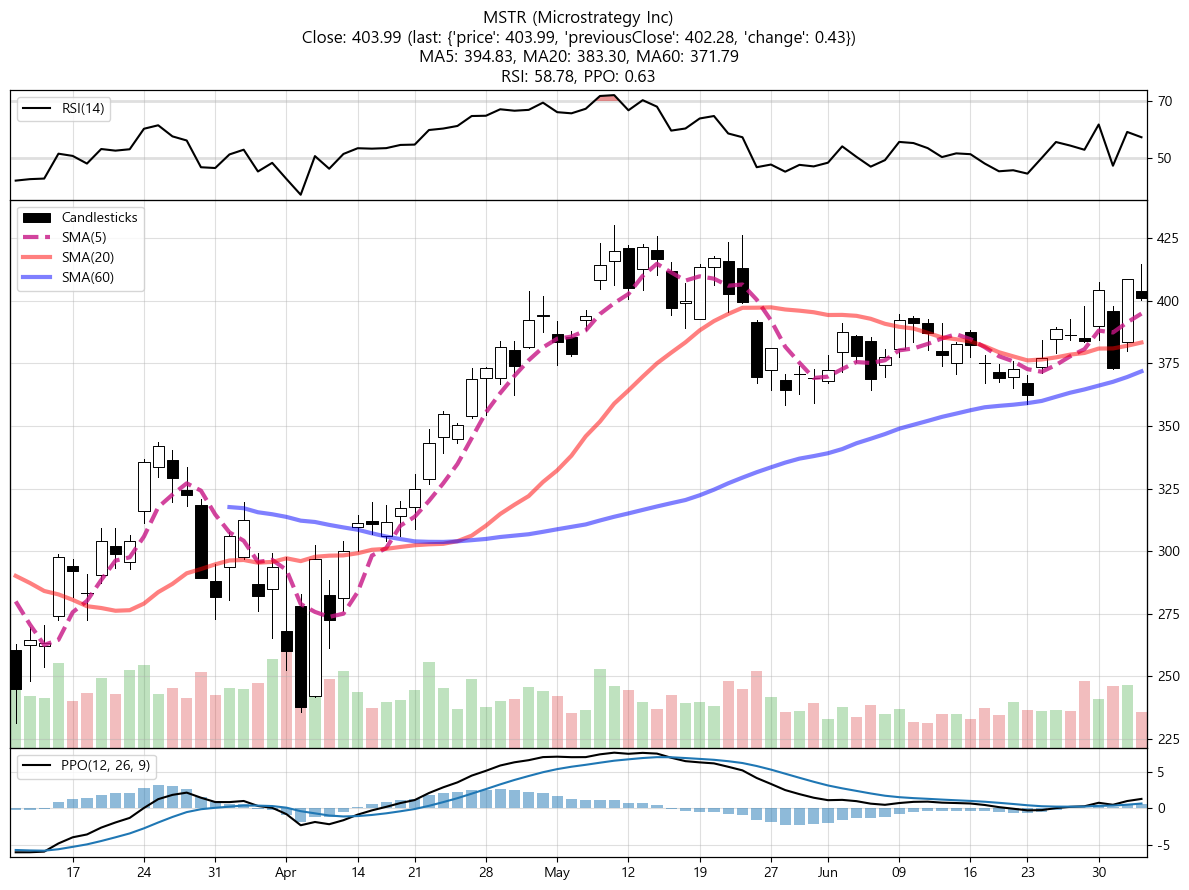 MSTR (Microstrategy Inc)
Close: 403.99 (last: {'price': 403.99, 'previousClose': 402.28, 'change': 0.43})
MA5: 394.83, MA20: 383.30, MA60: 371.79
RSI: 58.78, PPO: 0.63
RSI(14)
70
50
Candlesticks
SMA(5)
SMA(20)
SMA(60)
425
400
375
350
325
300
275
250
225
PPO(12, 26, 9)
5
0
-5
17 24 31 Apr 14 21 28 May 12 19 27 Jun 09 16 23 30